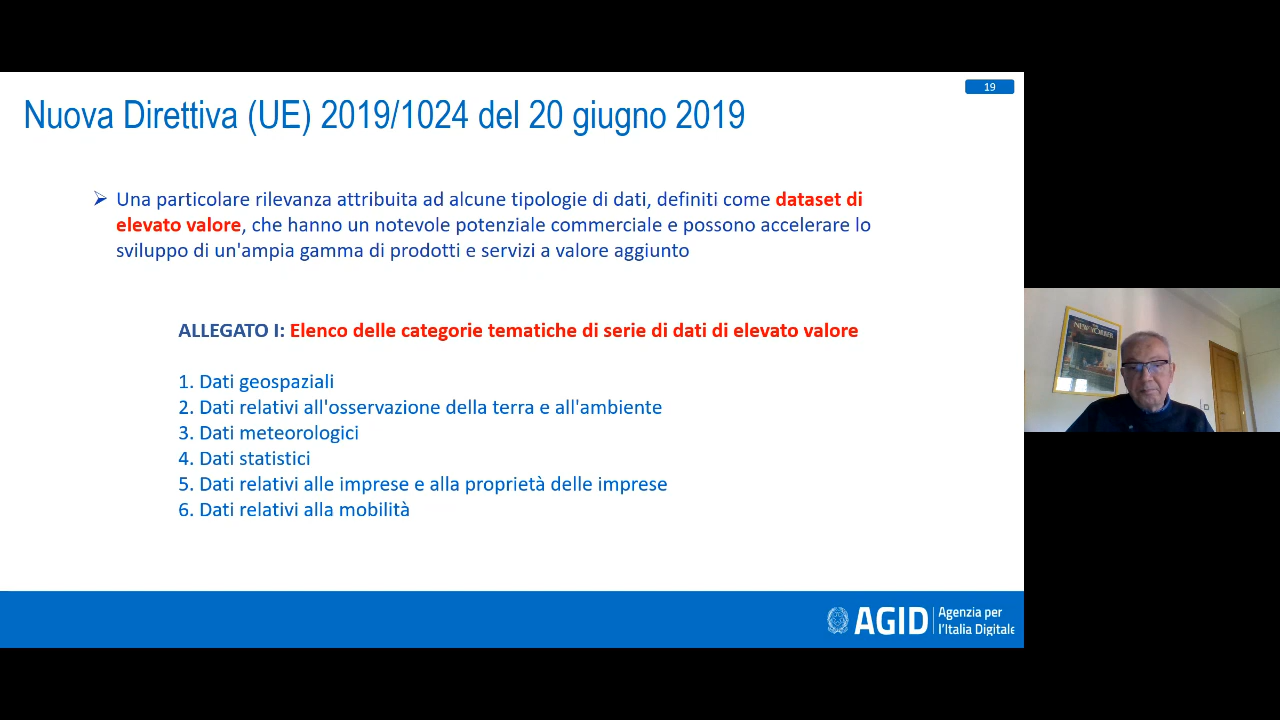 19
Nuova Direttiva (UE) 2019/1024 del 20 giugno 2019
Una particolare rilevanza attribuita ad alcune tipologie di dati, definiti come dataset di
elevato valore, che hanno un notevole potenziale commerciale e possono accelerare lo
sviluppo di un'ampia gamma di prodotti e servizi a valore aggiunto
ALLEGATO I: Elenco delle categorie tematiche di serie di dati di elevato valore
1. Dati geospaziali
2. Dati relativi all'osservazione della terra e all'ambiente
3. Dati meteorologici
4. Dati statistici
5. Dati relativi alle imprese e alla proprietà delle imprese
6. Dati relativi alla mobilità
AGID
Agenzia per
l'Italia Digitale
NEW YORKER